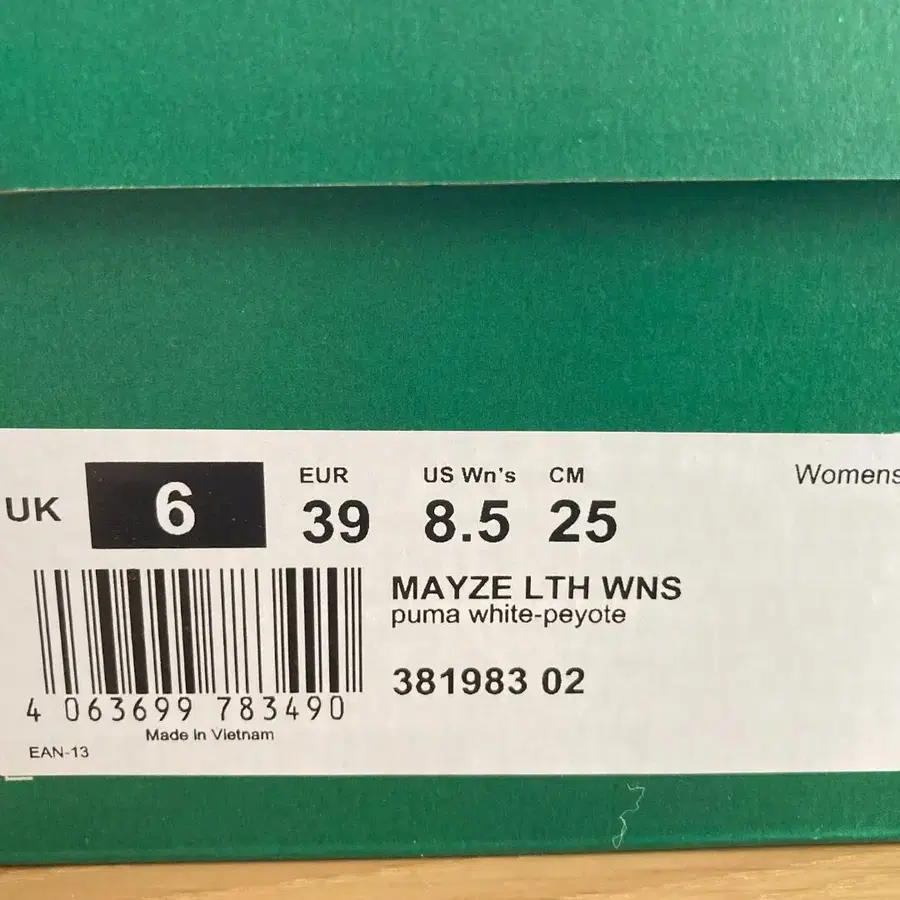 UK 6
EUR 39
US Wn's 8.5
CM 25
Womens
MAYZE LTH WNS
puma white-peyote
381983 02
4 063699 783490
Made in Vietnam
EAN-13